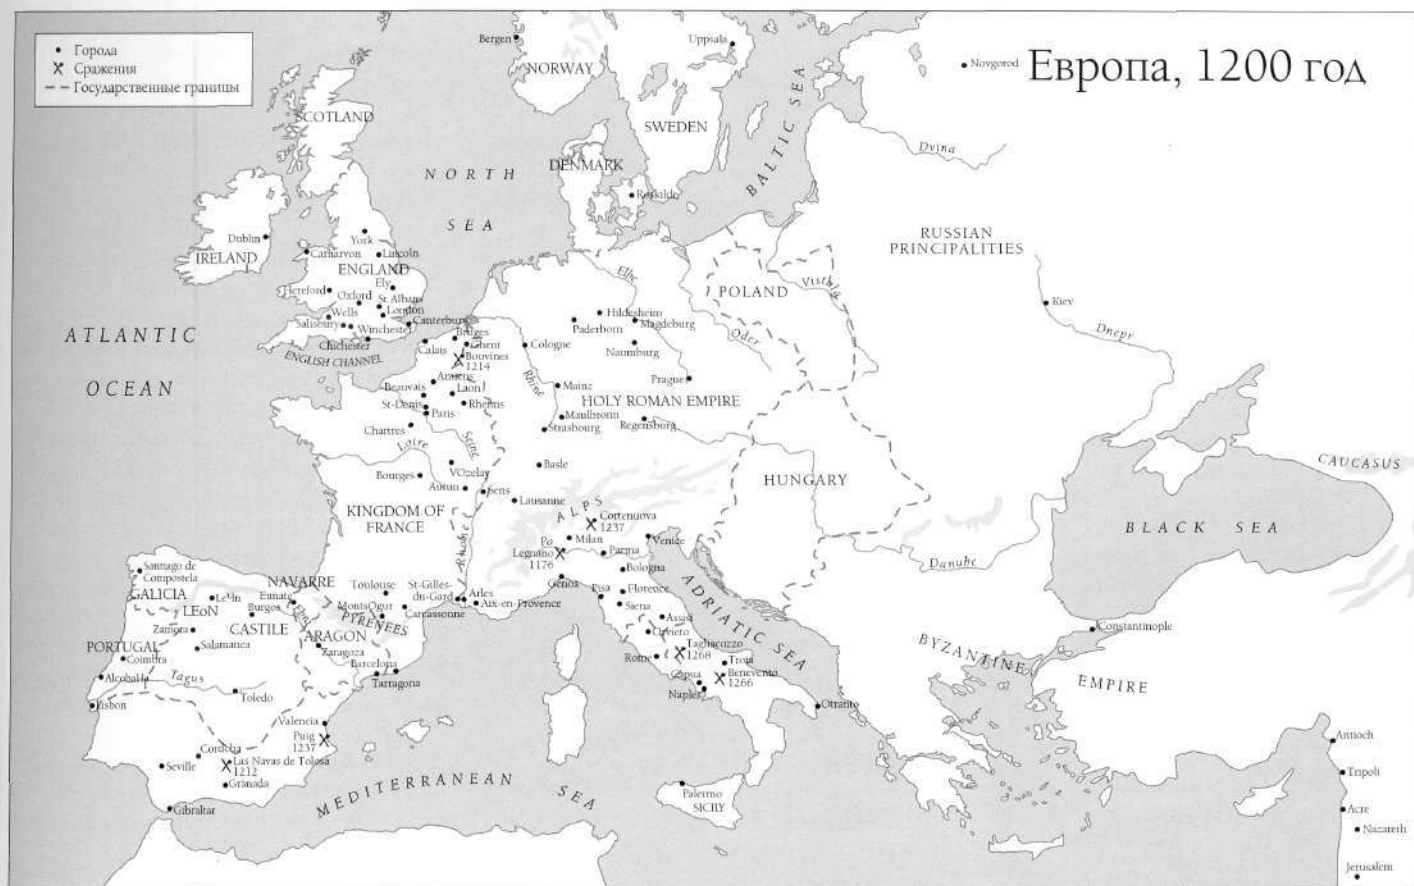 Европа, 1200 год
• Города
Сражения
Государственные границы
Bergen
Uppsala
Novgorod
NORWAY
SCOTLAND
SWEDEN
BALTIC SEA
Dvina
DENMARK
NORTH
SEA
Roskilde
Dublin
IRELAND
York
Carnarvon
Lincoln
ENGLAND
Ely
Hereford
Oxford
St Albans
Wells
London
Salisbury
Winchester
Canterbury
Chichester
ENGLISH CHANNEL
RUSSIAN
PRINCIPALITIES
Elbe
POLAND
Vistula
Kiev
Dnepr
Hildesheim
Paderborn
Magdeburg
Oder
Naumburg
ATLANTIC
OCEAN
Bruges
Calais
Ghent
Cologne
Bouvines
1214
Rhine
Prague
Amiens
Beauvais
Laon
Mainz
St-Denis
Rheims
Paris
HOLY ROMAN EMPIRE
Maulbronn
Chartres
Strasbourg
Regensburg
Loire
Seine
VOzelay
Basle
Bourges
Autun
Sens
Lausanne
HUNGARY
CAUCASUS
KINGDOM OF
FRANCE
ALPS
Cortenuova
1237
BLACK SEA
Rhone
Po
Milan
Venice
Legnano
1176
Parma
Danube
Bologna
Santiago de
Compostela
GALICIA
NAVARRE
Toulouse
St-Gilles-
du-Gard
Arles
Genoa
Pisa
Florence
ADRIATIC SEA
LEoN
Eunate
Burgos
Ebro
MontsOgur
Carcassonne
Aix-en-Provence
Siena
PYRENEES
Assisi
Zamora
CASTILE
ARAGON
Orvieto
Constantinople
PORTUGAL
Salamanca
Zaragoza
Tagliacozzo
1268
BYZANTINE
EMPIRE
Coimbra
Barcelona
Rome
Troia
Tagus
Tarragona
Capua
Benevento
1266
Toledo
Naples
Lisbon
Otranto
Valencia
Puig
1237
Antioch
Cordoba
Las Navas de Tolosa
1212
Seville
Granada
MEDITERRANEAN SEA
Tripoli
Palermo
SICILY
Gibraltar
Acre
Nazareth
Jerusalem